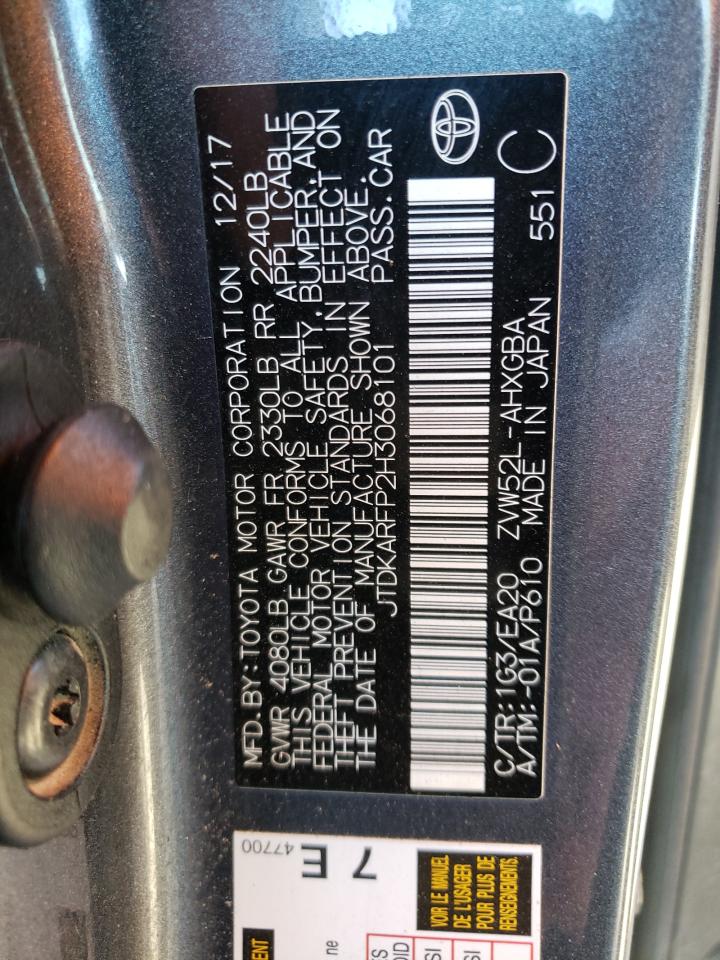 MFD. BY: TOYOTA MOTOR CORPORATION 12/17
GVWR 4080LB GAWR FR 2330LB RR 2240LB
THIS VEHICLE CONFORMS TO ALL APPLICABLE
FEDERAL MOTOR VEHICLE SAFETY, BUMPER, AND
THEFT PREVENTION STANDARDS IN EFFECT ON
THE DATE OF MANUFACTURE SHOWN ABOVE.
JTDKARFP2H3068101 PASS. CAR
C/TR: 1G3/EA20 ZVW52L-AHXGBA
A/TM: -01A/P610 MADE IN JAPAN 551 C
47700
7 E
VOIR LE MANUEL
DE L'USAGER
POUR PLUS DE
RENSEIGNEMENTS.